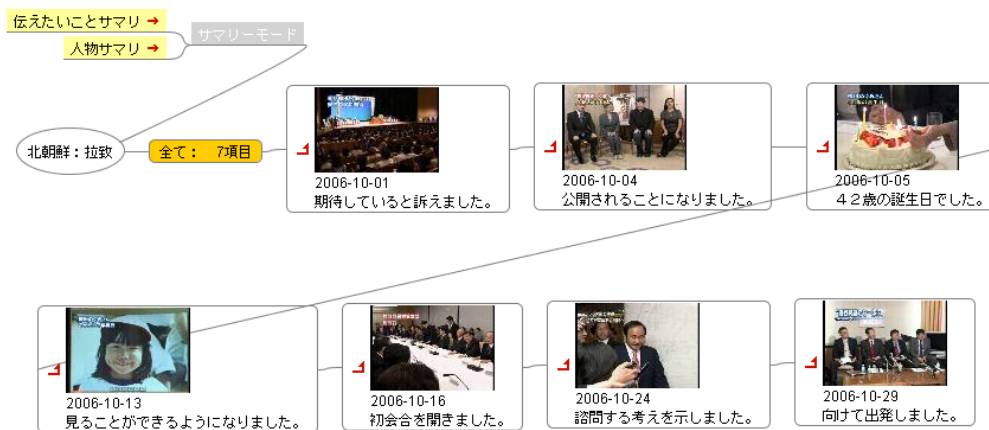 伝えたいことサマリ
人物サマリ
サマリーモード
北朝鮮：拉致
全て： 7項目
2006-10-01
期待していると訴えました。
2006-10-04
公開されることになりました。
2006-10-05
４２歳の誕生日でした。
2006-10-13
見ることができるようになりました。
2006-10-16
初会合を開きました。
2006-10-24
諮問する考えを示しました。
2006-10-29
向けて出発しました。